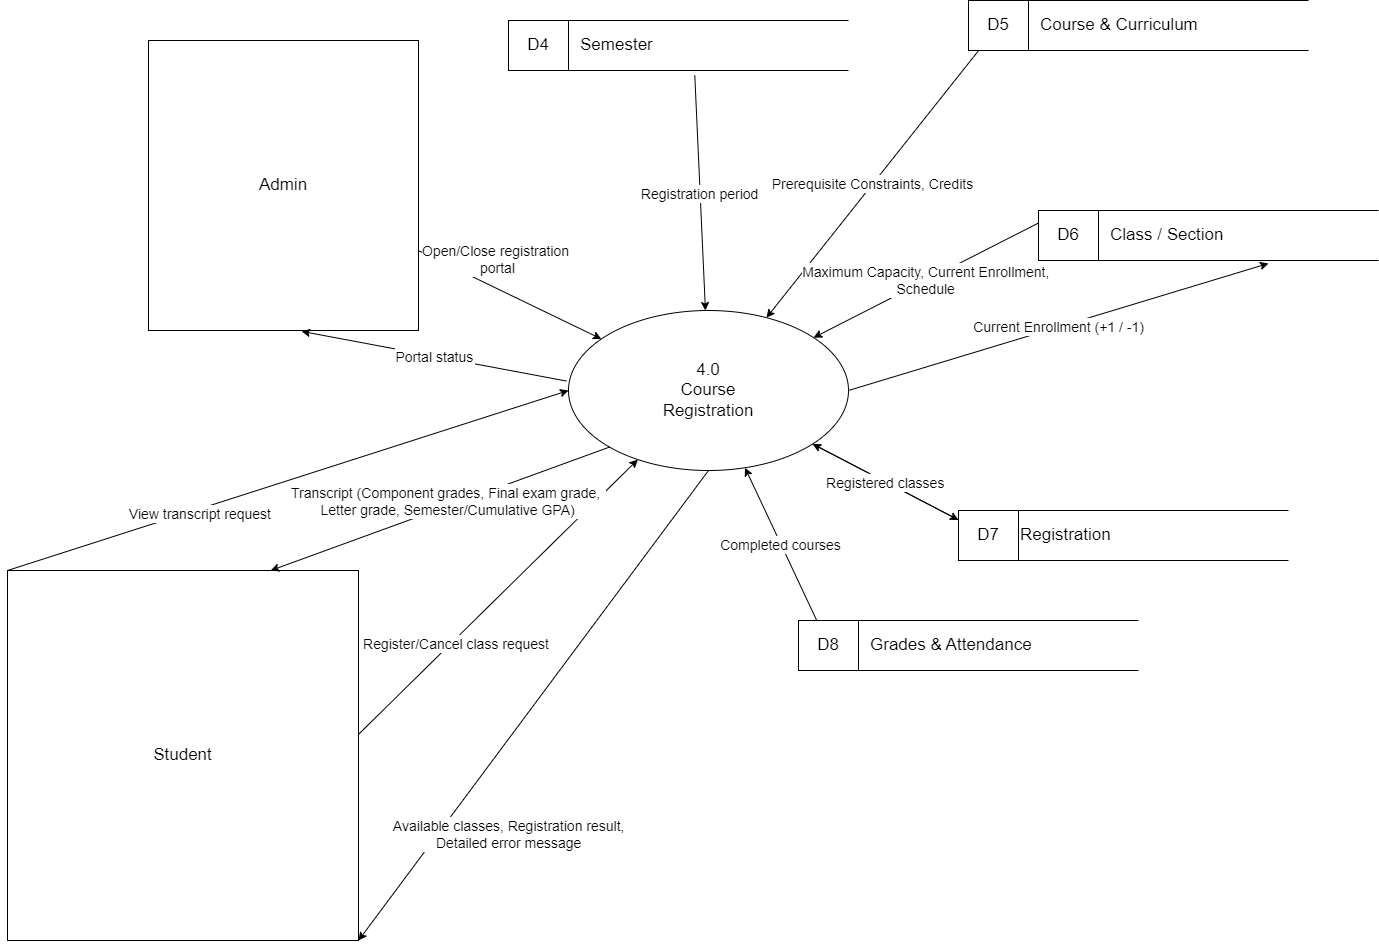 D5
Course & Curriculum
D4
Semester
Admin
Registration period
Prerequisite Constraints, Credits
D6
Class / Section
Open/Close registration
portal
Maximum Capacity, Current Enrollment,
Schedule
Current Enrollment (+1 / -1)
Portal status
4.0
Course
Registration
View transcript request
Transcript (Component grades, Final exam grade,
Letter grade, Semester/Cumulative GPA)
Registered classes
D7
Registration
Completed courses
D8
Grades & Attendance
Register/Cancel class request
Student
Available classes, Registration result,
Detailed error message